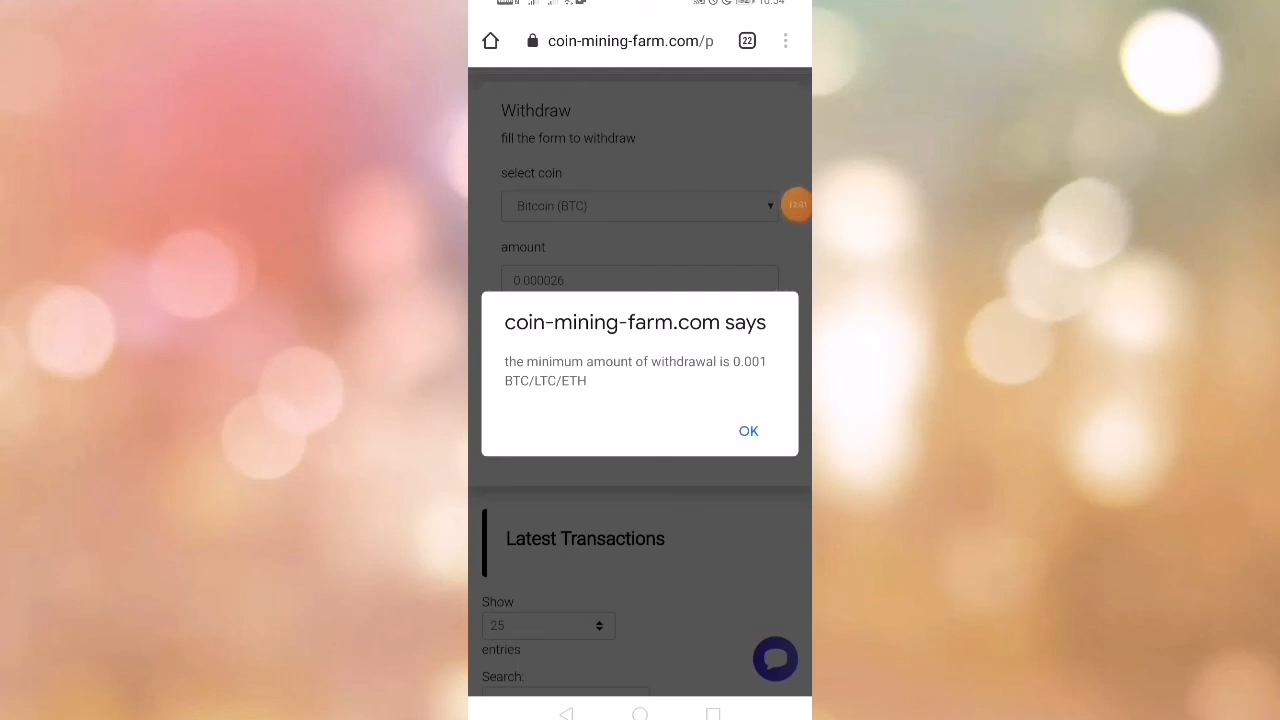 coin-mining-farm.com/p
22
Withdraw
fill the form to withdraw
select coin
Bitcoin (BTC)
amount
0.000026
coin-mining-farm.com says
the minimum amount of withdrawal is 0.001
BTC/LTC/ETH
OK
Latest Transactions
Show
25
entries
Search: